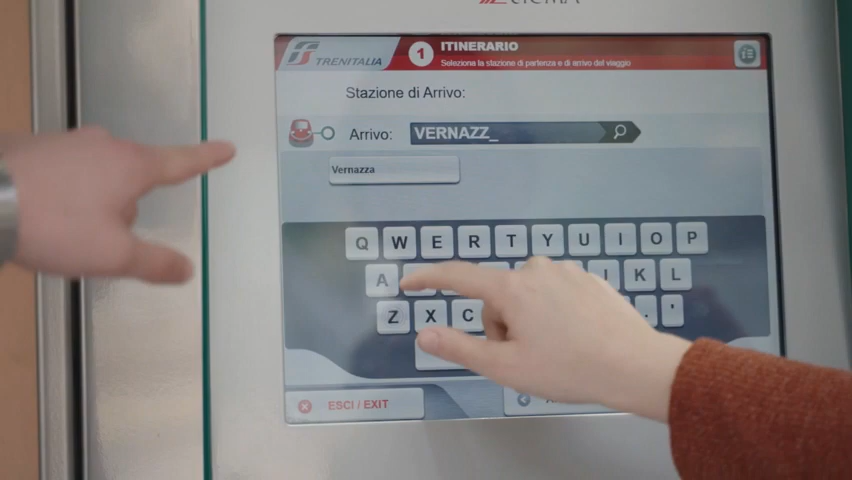 TRENITALIA
1
ITINERARIO
Seleziona la stazione di partenza e di arrivo del viaggio
Stazione di Arrivo:
Arrivo: VERNAZZ_
Vernazza
Q W E R T Y U I O P
A K L
Z X C . '
ESCI / EXIT